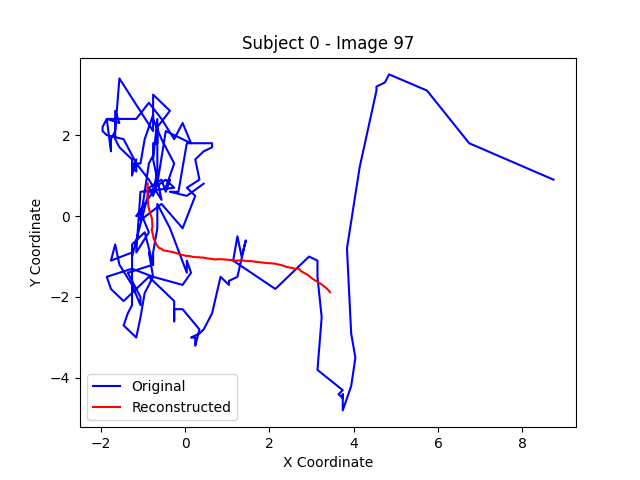 Subject 0 - Image 97
Y Coordinate
2
0
−2
−4
−2 0 2 4 6 8
X Coordinate
Original
Reconstructed